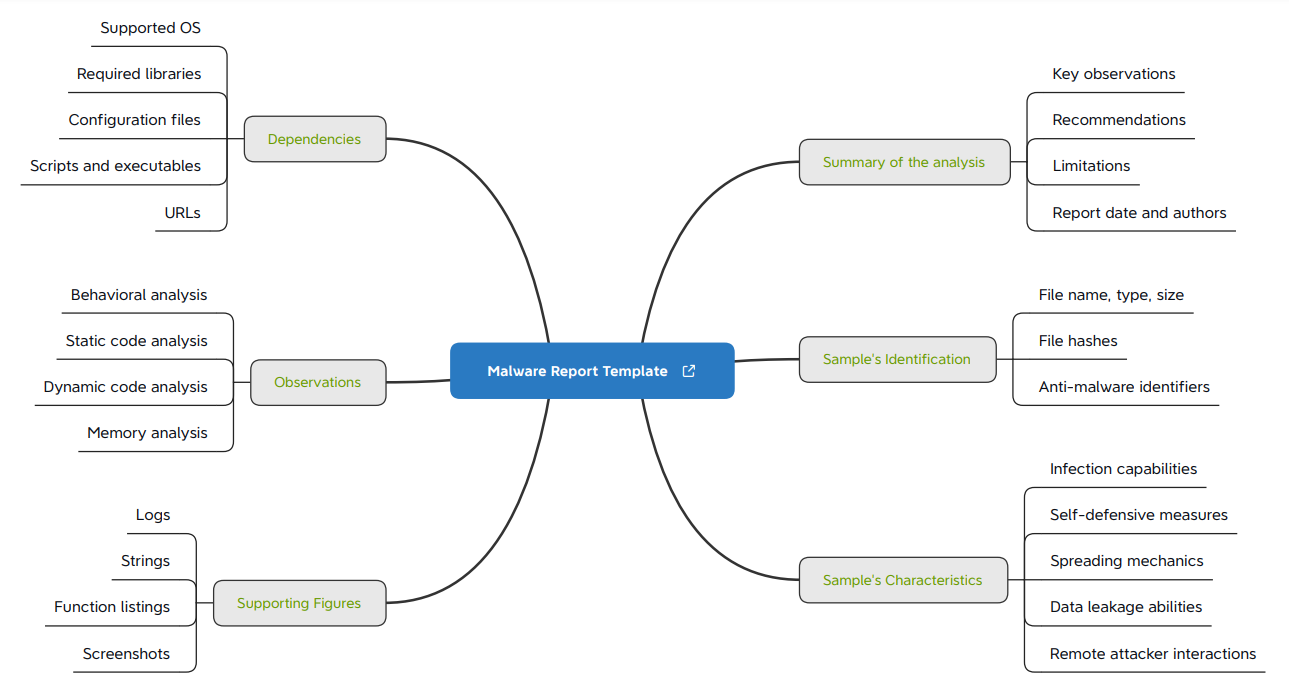 Malware Report Template
Summary of the analysis
Key observations
Recommendations
Limitations
Report date and authors
Sample's Identification
File name, type, size
File hashes
Anti-malware identifiers
Sample's Characteristics
Infection capabilities
Self-defensive measures
Spreading mechanics
Data leakage abilities
Remote attacker interactions
Dependencies
Supported OS
Required libraries
Configuration files
Scripts and executables
URLs
Observations
Behavioral analysis
Static code analysis
Dynamic code analysis
Memory analysis
Supporting Figures
Logs
Strings
Function listings
Screenshots